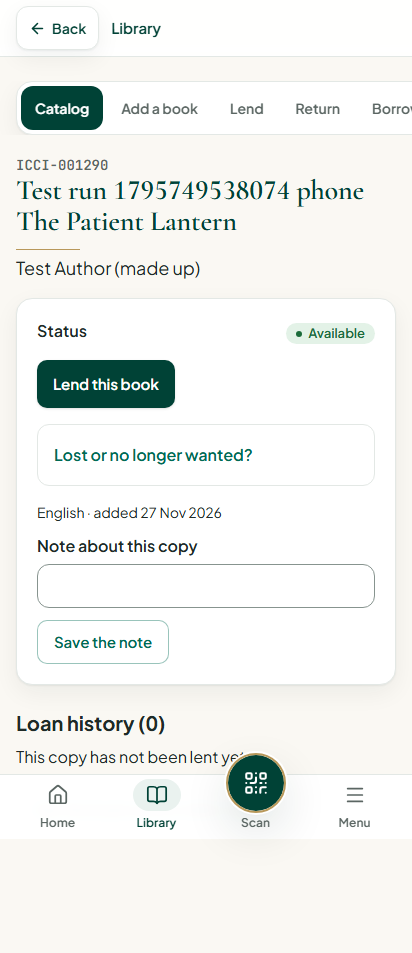 Back
Library
Catalog
Add a book
Lend
Return
Borrow
ICCI-001290
Test run 1795749538074 phone
The Patient Lantern
Test Author (made up)
Status
Available
Lend this book
Lost or no longer wanted?
English · added 27 Nov 2026
Note about this copy
Save the note
Loan history (0)
This copy has not been lent yet
Home
Library
Scan
Menu